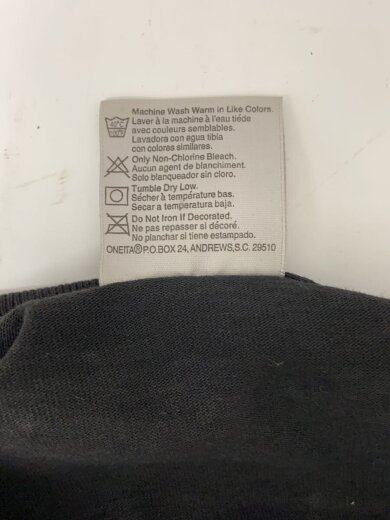 Machine Wash Warm in Like Colors.
40°C Laver à la machine à l'eau tiéde
100°F avec couleurs semblables.
Lavadora con agua tibia
con colores similares.
Only Non-Chlorine Bleach.
Aucun agent de blanchiment.
Solo blanqueador sin cloro.
Tumble Dry Low.
Sécher à température bas.
Secar a temperatura baja.
Do Not Iron If Decorated.
Ne pas repasser si décoré.
No planchar si tiene estampado.
ONEITA® P.O. BOX 24, ANDREWS, S.C. 29510